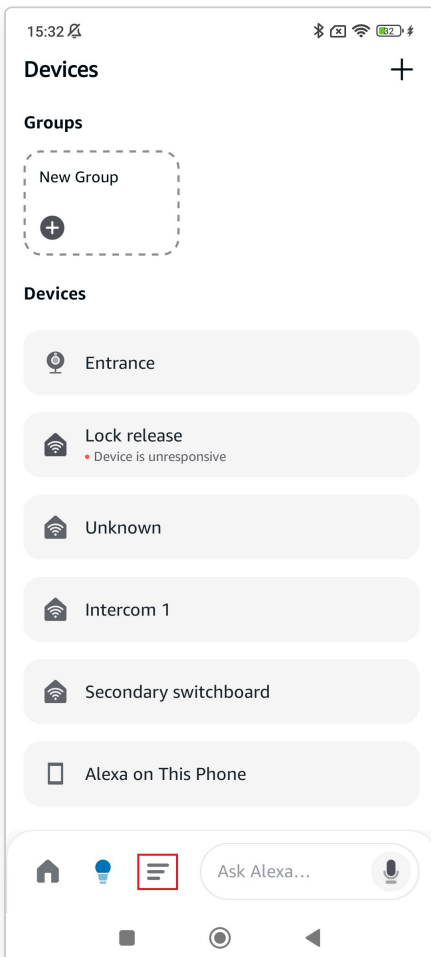 15:32
32
Devices
Groups
New Group
Devices
Entrance
Lock release
• Device is unresponsive
Unknown
Intercom 1
Secondary switchboard
Alexa on This Phone
Ask Alexa...